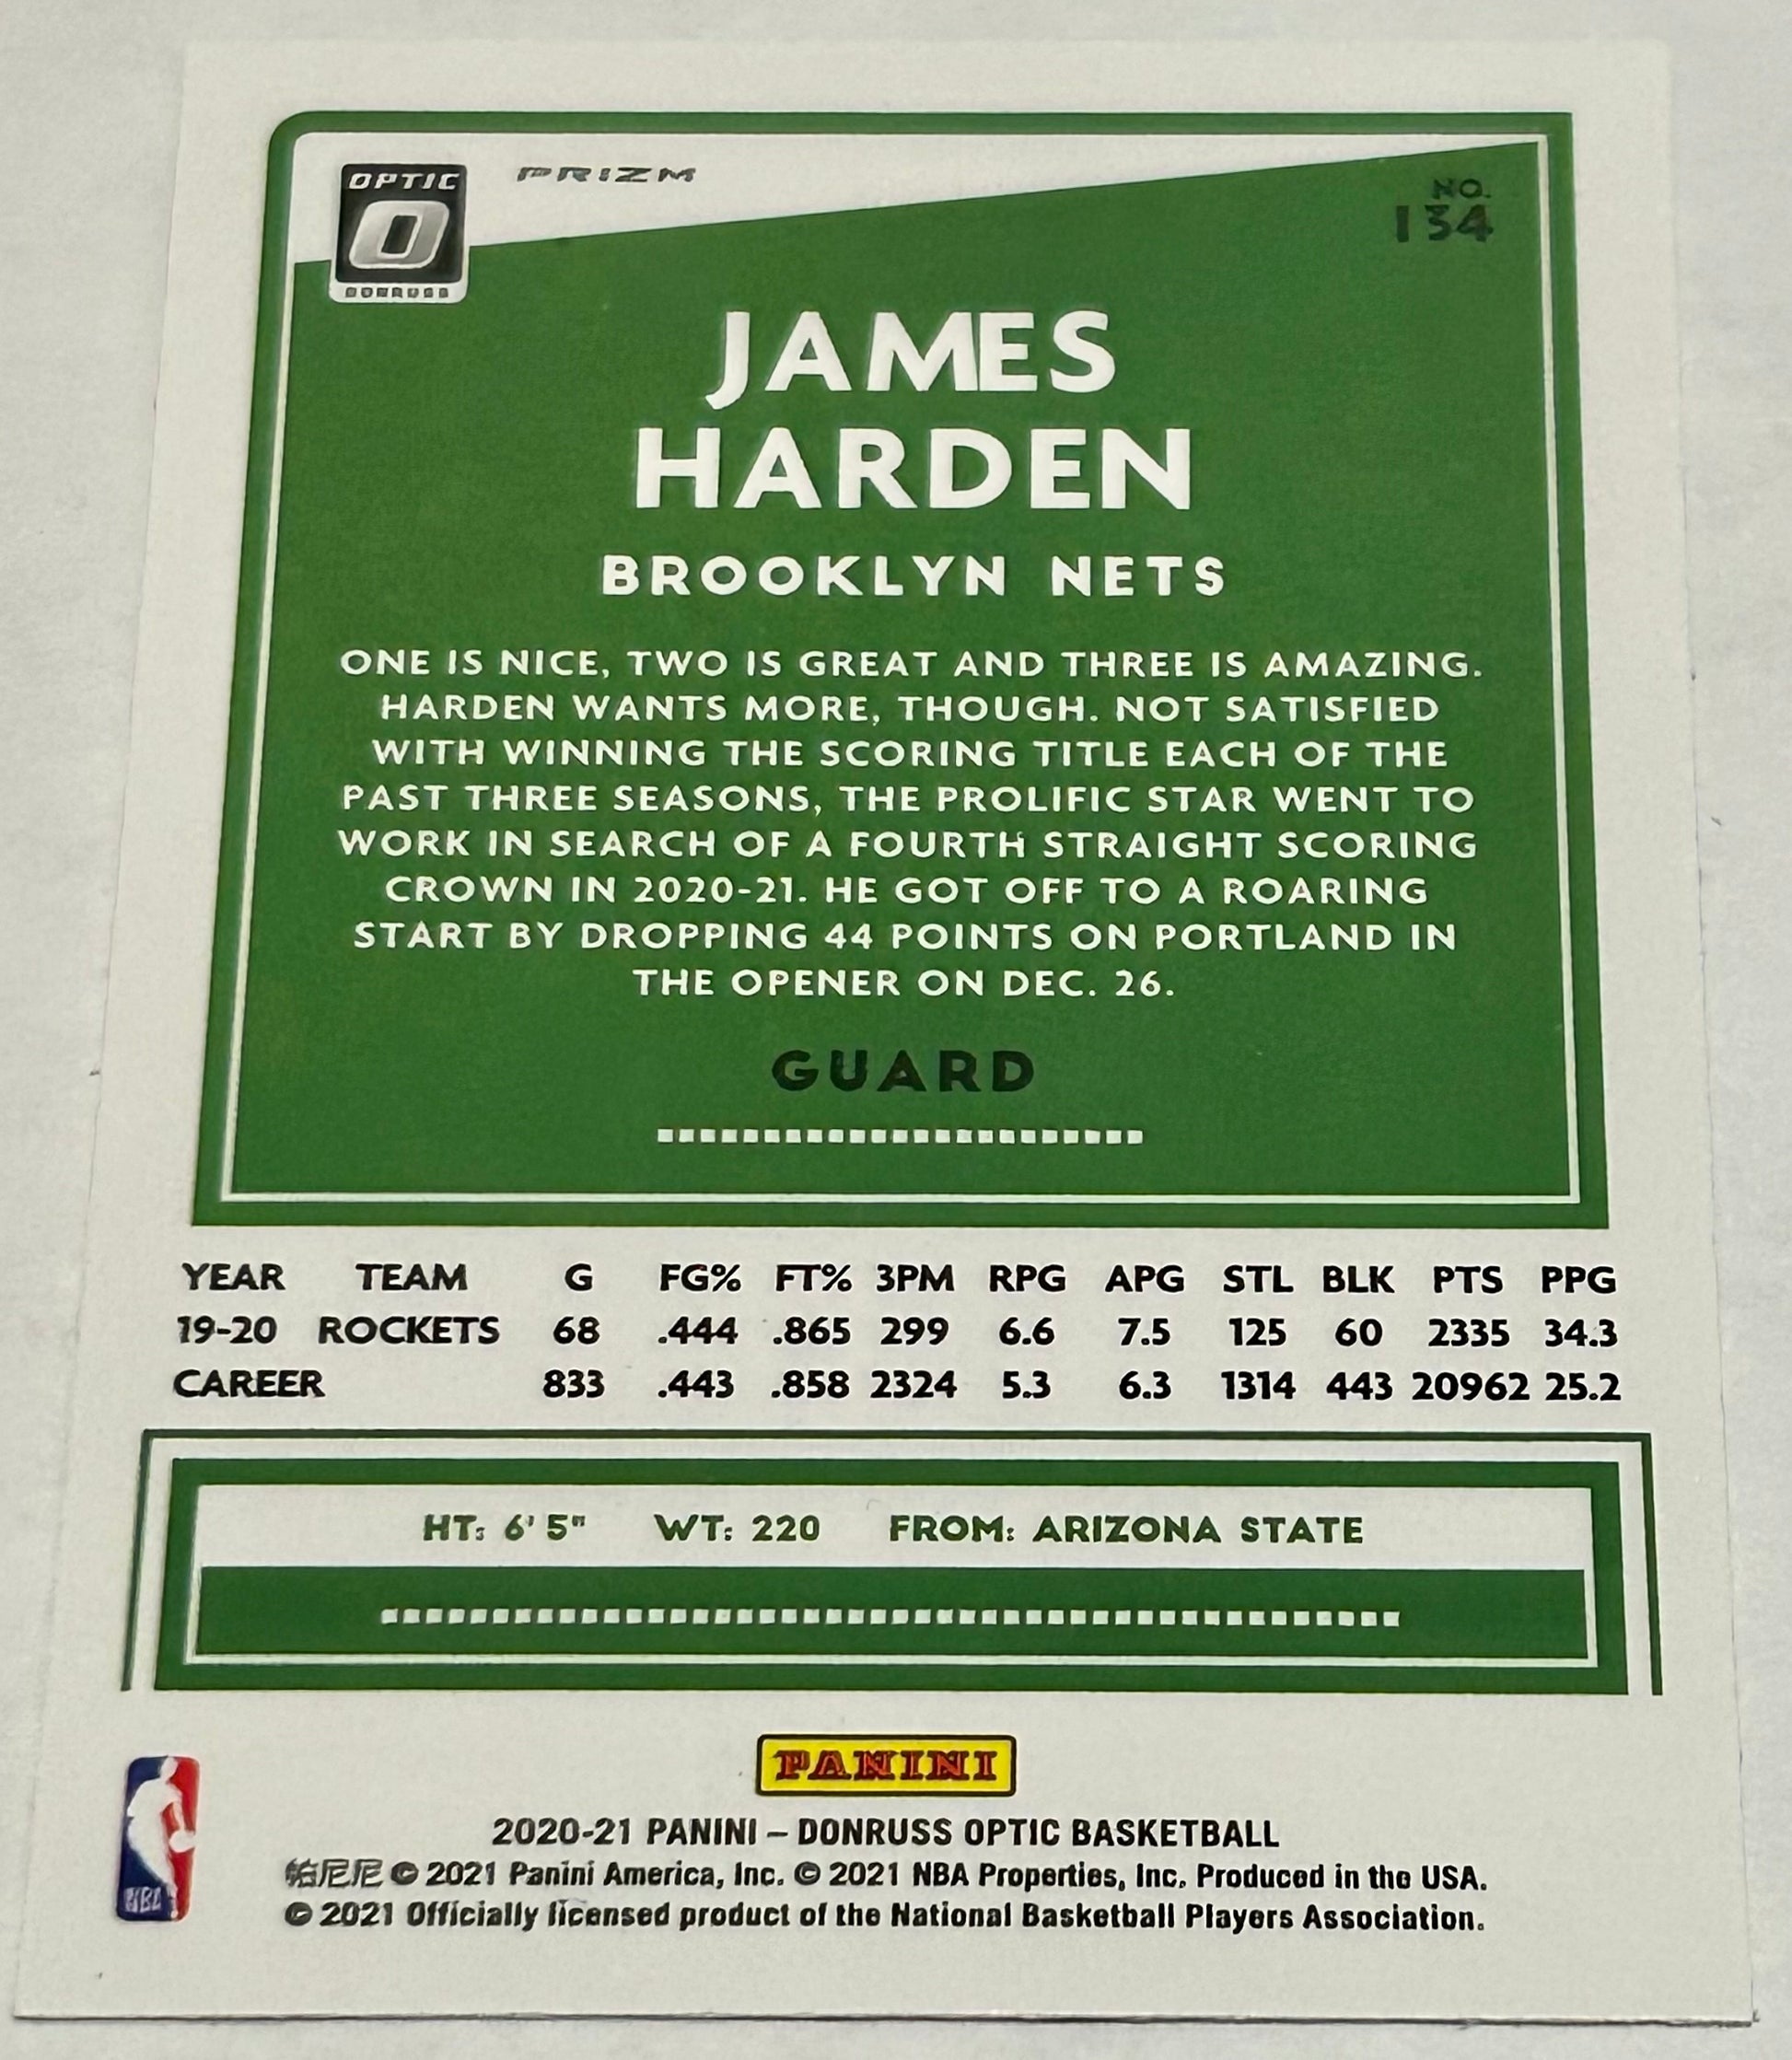 OPTIC
O
DONRUSS
PRIZM
NO.
134
JAMES
HARDEN
BROOKLYN NETS
ONE IS NICE, TWO IS GREAT AND THREE IS AMAZING.
HARDEN WANTS MORE, THOUGH. NOT SATISFIED
WITH WINNING THE SCORING TITLE EACH OF THE
PAST THREE SEASONS, THE PROLIFIC STAR WENT TO
WORK IN SEARCH OF A FOURTH STRAIGHT SCORING
CROWN IN 2020-21. HE GOT OFF TO A ROARING
START BY DROPPING 44 POINTS ON PORTLAND IN
THE OPENER ON DEC. 26.
GUARD
YEAR TEAM G FG% FT% 3PM RPG APG STL BLK PTS PPG
19-20 ROCKETS 68 .444 .865 299 6.6 7.5 125 60 2335 34.3
CAREER 833 .443 .858 2324 5.3 6.3 1314 443 20962 25.2
HT: 6' 5" WT: 220 FROM: ARIZONA STATE
PANINI
2020-21 PANINI – DONRUSS OPTIC BASKETBALL
帕尼尼 © 2021 Panini America, Inc. © 2021 NBA Properties, Inc. Produced in the USA.
© 2021 Officially licensed product of the National Basketball Players Association.
NBA